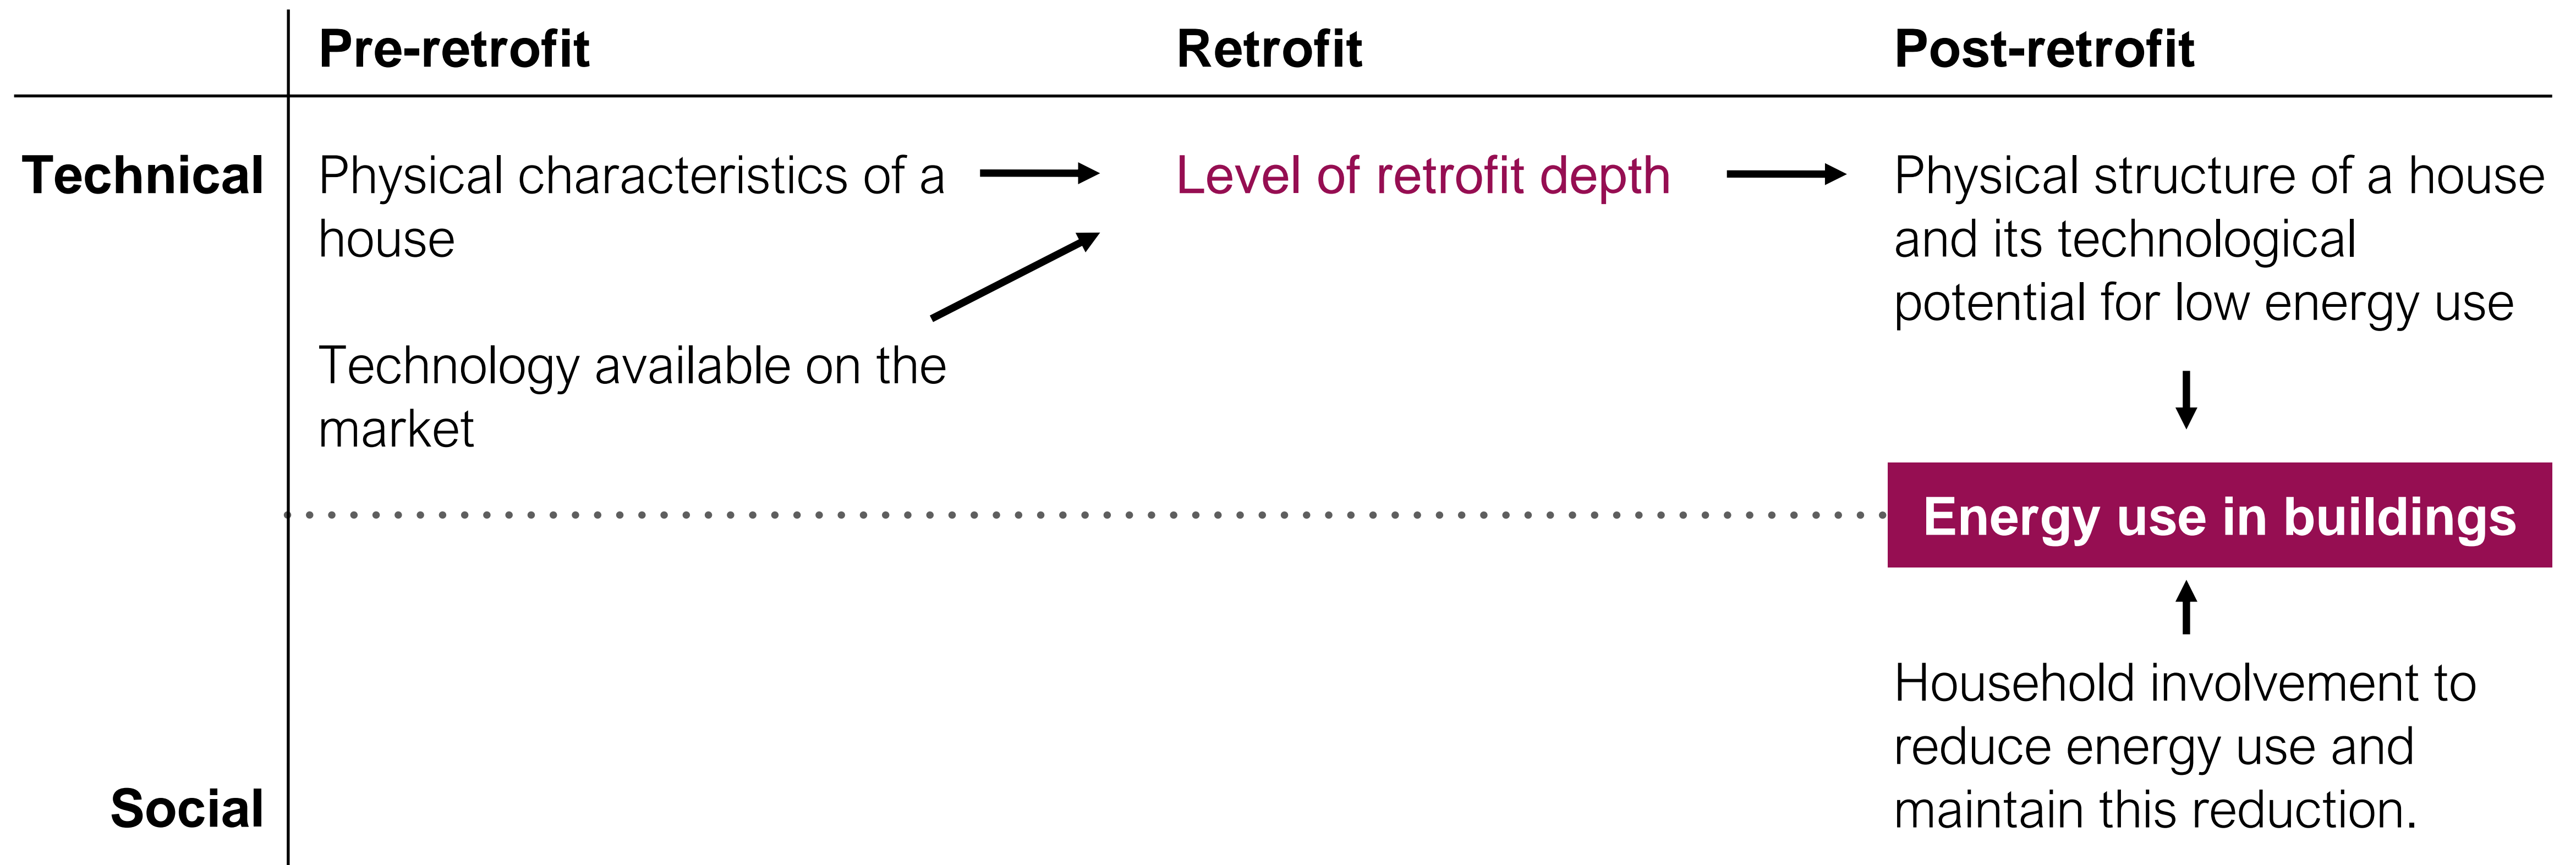 Pre-retrofit
Retrofit
Post-retrofit
Technical
Physical characteristics of a
house
Technology available on the
market
Level of retrofit depth
Physical structure of a house
and its technological
potential for low energy use
Energy use in buildings
Social
Household involvement to
reduce energy use and
maintain this reduction.